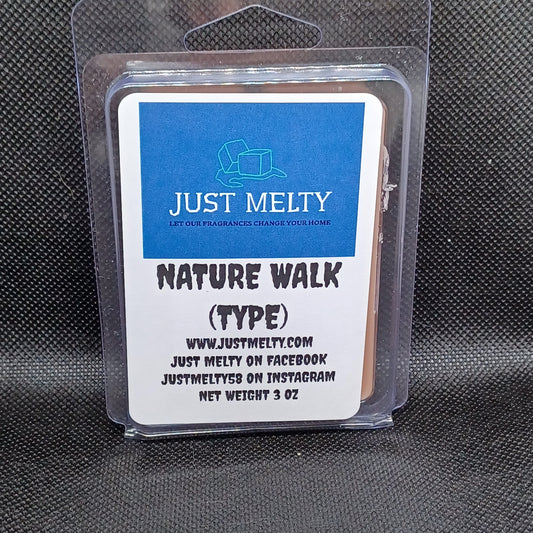 JUST MELTY
LET OUR FRAGRANCES CHANGE YOUR HOME
NATURE WALK
(TYPE)
WWW.JUSTMELTY.COM
JUST MELTY ON FACEBOOK
JUSTMELTY58 ON INSTAGRAM
NET WEIGHT 3 OZ